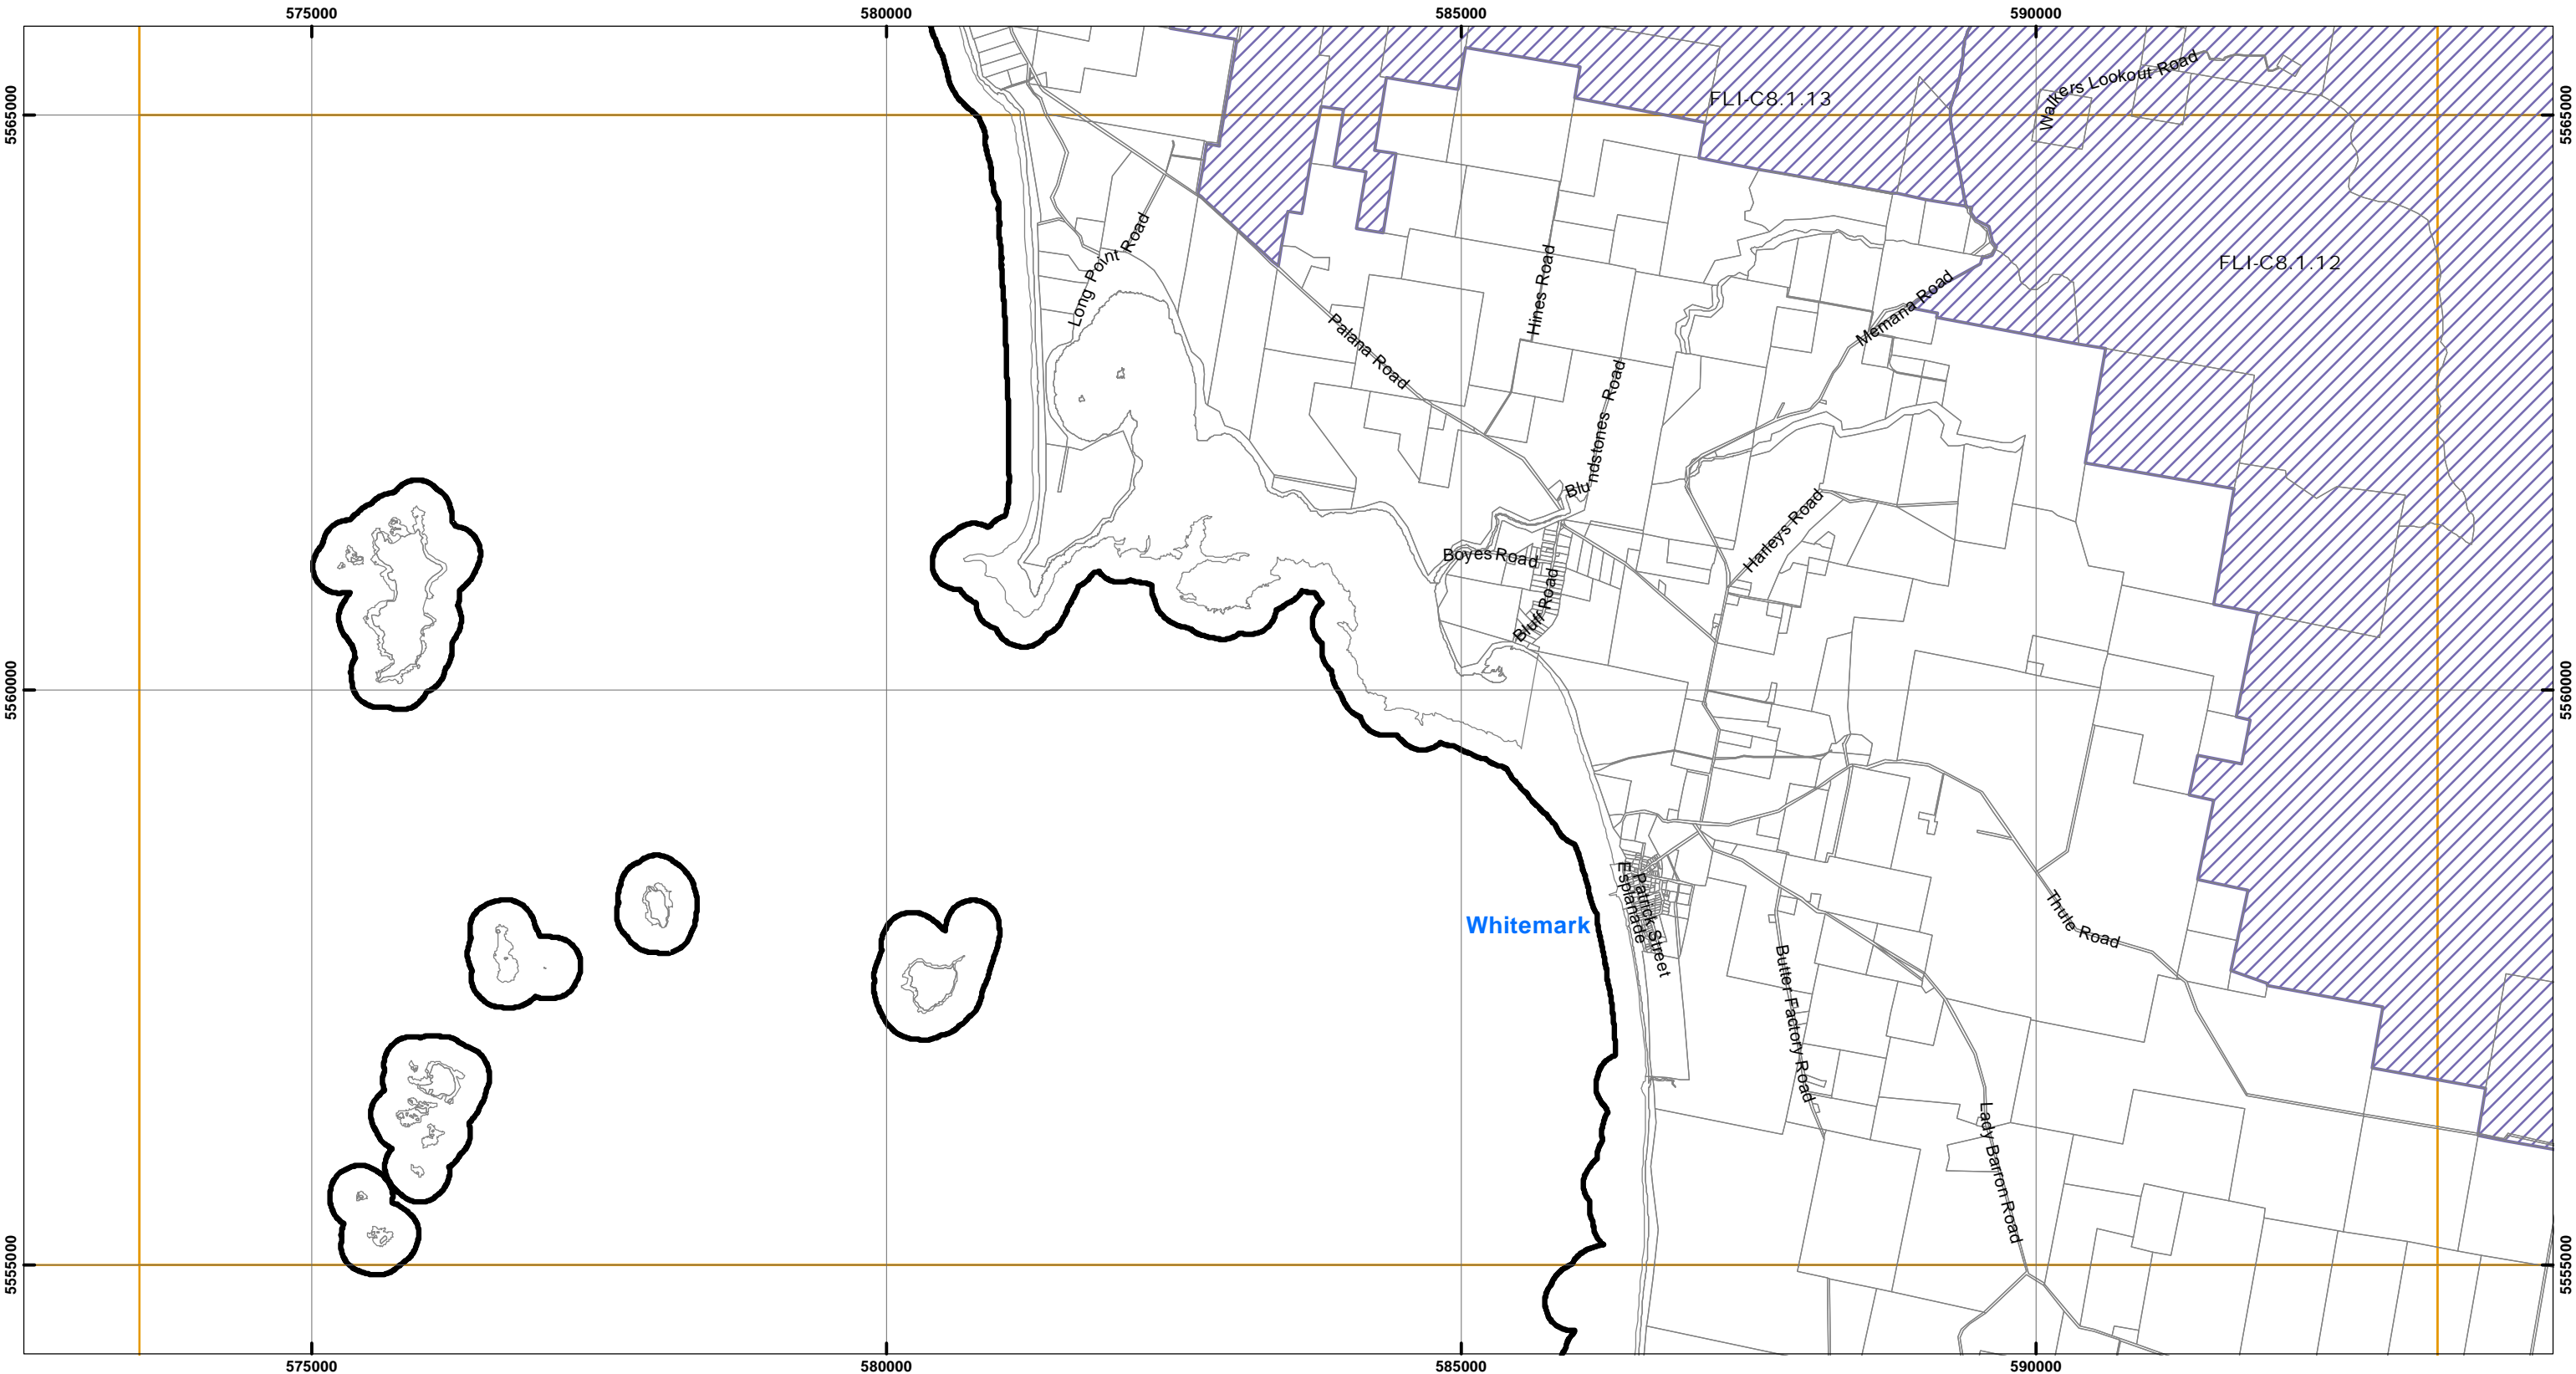 575000
580000
585000
590000
5565000
5565000
Walkers Lookout Road
FLI-C8.1.13
FLI-C8.1.12
Long Point Road
Hines Road
Memana Road
Palana Road
Blundstones Road
Harleys Road
Boyes Road
Bluff Road
5560000
5560000
Whitemark
Esplanade
Patrick Street
Thule Road
Butter Factory Road
Lady Barron Road
5555000
5555000
575000
580000
585000
590000